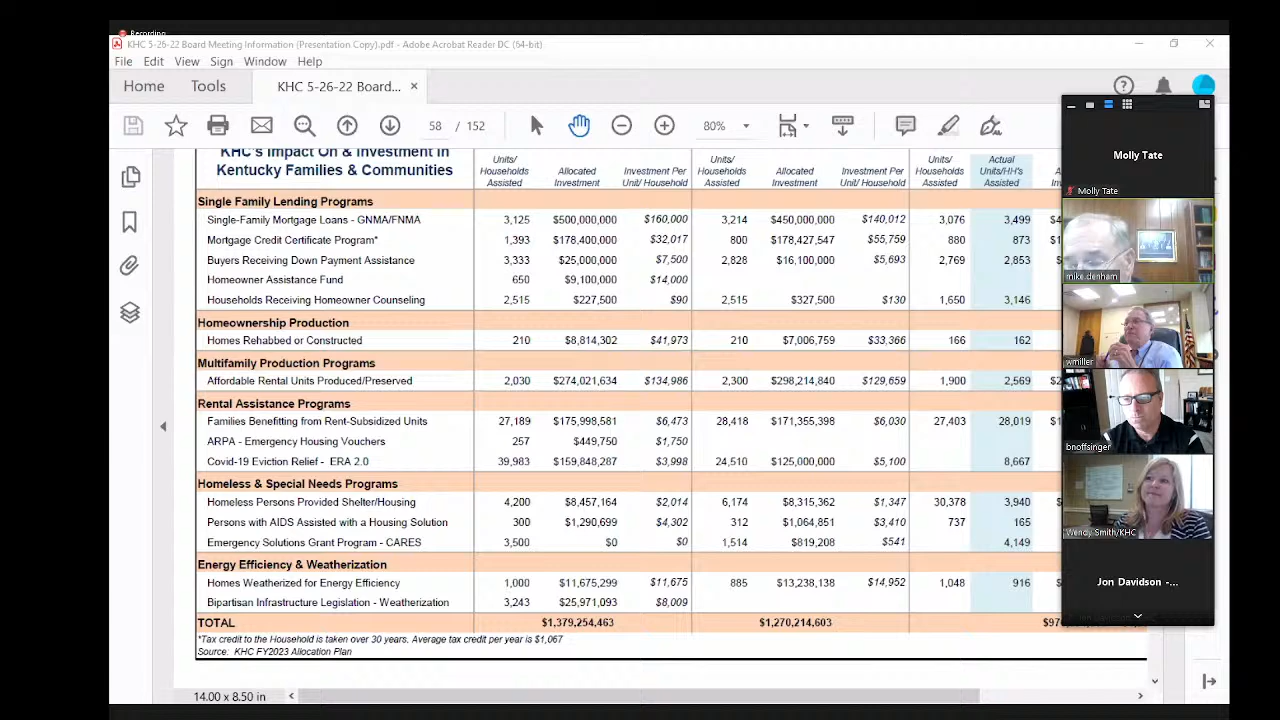 Recording
KHC 5-26-22 Board Meeting Information (Presentation Copy).pdf - Adobe Acrobat Reader DC (64-bit)
File Edit View Sign Window Help
Home Tools KHC 5-26-22 Board... ×
58 / 152 80%
KHC's Impact On & Investment in
Kentucky Families & Communities
Units/ Households Assisted Allocated Investment Investment Per Unit/ Household Units/ Households Assisted Allocated Investment Investment Per Unit/ Household Units/ Households Assisted Actual Units/HH's Assisted
Single Family Lending Programs
Single-Family Mortgage Loans - GNMA/FNMA 3,125 $500,000,000 $160,000 3,214 $450,000,000 $140,012 3,076 3,499
Mortgage Credit Certificate Program* 1,393 $178,400,000 $32,017 800 $178,427,547 $55,759 880 873
Buyers Receiving Down Payment Assistance 3,333 $25,000,000 $7,500 2,828 $16,100,000 $5,693 2,769 2,853
Homeowner Assistance Fund 650 $9,100,000 $14,000
Households Receiving Homeowner Counseling 2,515 $227,500 $90 2,515 $327,500 $130 1,650 3,146
Homeownership Production
Homes Rehabbed or Constructed 210 $8,814,302 $41,973 210 $7,006,759 $33,366 166 162
Multifamily Production Programs
Affordable Rental Units Produced/Preserved 2,030 $274,021,634 $134,986 2,300 $298,214,840 $129,659 1,900 2,569
Rental Assistance Programs
Families Benefitting from Rent-Subsidized Units 27,189 $175,998,581 $6,473 28,418 $171,355,398 $6,030 27,403 28,019
ARPA - Emergency Housing Vouchers 257 $449,750 $1,750
Covid-19 Eviction Relief - ERA 2.0 39,983 $159,848,287 $3,998 24,510 $125,000,000 $5,100 8,667
Homeless & Special Needs Programs
Homeless Persons Provided Shelter/Housing 4,200 $8,457,164 $2,014 6,174 $8,315,362 $1,347 30,378 3,940
Persons with AIDS Assisted with a Housing Solution 300 $1,290,699 $4,302 312 $1,064,851 $3,410 737 165
Emergency Solutions Grant Program - CARES 3,500 $0 $0 1,514 $819,208 $541 4,149
Energy Efficiency & Weatherization
Homes Weatherized for Energy Efficiency 1,000 $11,675,299 $11,675 885 $13,238,138 $14,952 1,048 916
Bipartisan Infrastructure Legislation - Weatherization 3,243 $25,971,093 $8,009
TOTAL $1,379,254,463 $1,270,214,603
*Tax credit to the Household is taken over 30 years. Average tax credit per year is $1,067
Source: KHC FY2023 Allocation Plan
14.00 x 8.50 in
Molly Tate
Molly Tate
mike.denham
wmiller
bnoffsinger
Wendy Smith/KHC
Jon Davidson -...